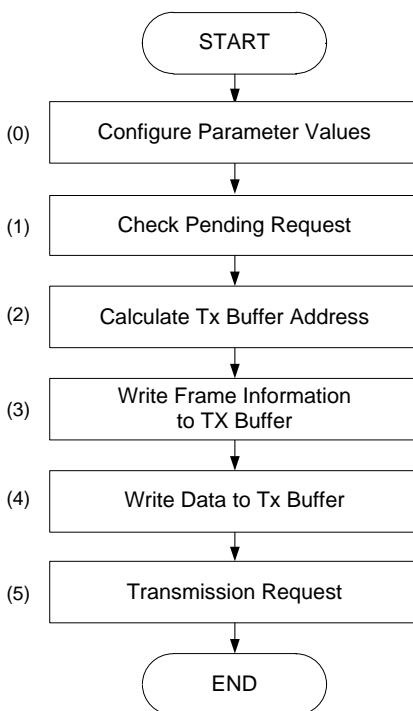 START
(0) Configure Parameter Values
(1) Check Pending Request
(2) Calculate Tx Buffer Address
(3) Write Frame Information
to TX Buffer
(4) Write Data to Tx Buffer
(5) Transmission Request
END